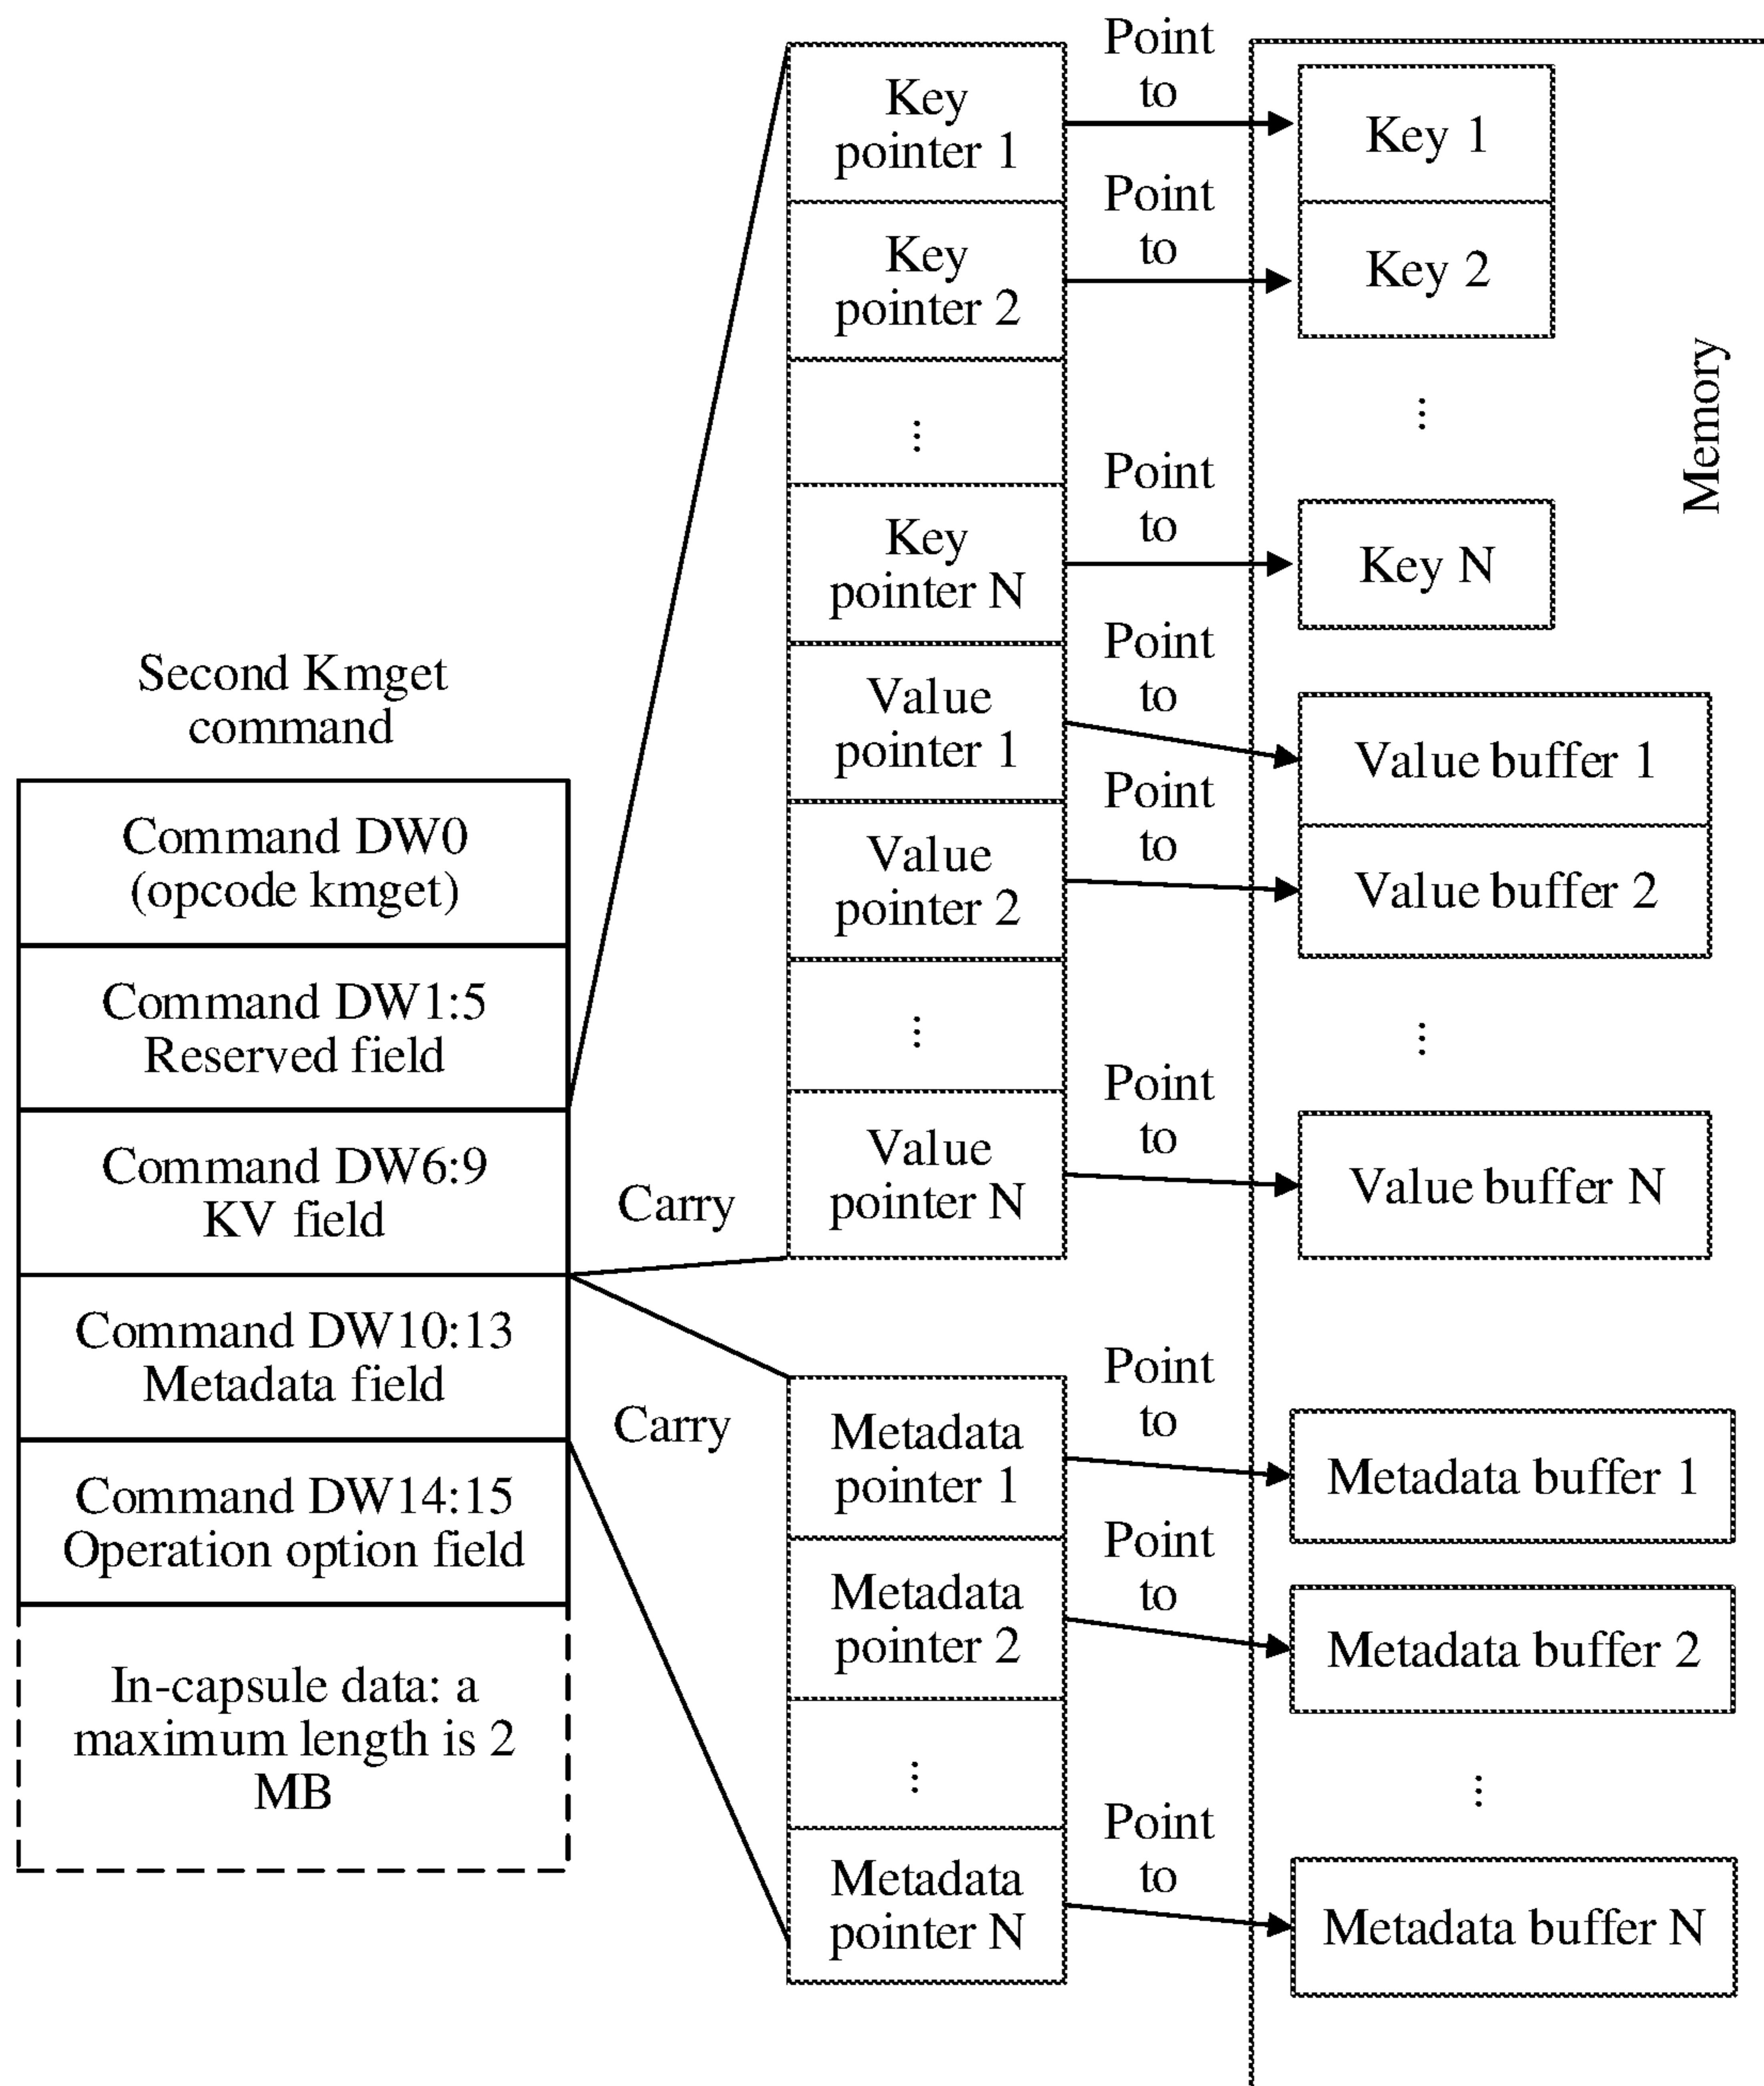 Second Kmget
command
Command DW0
(opcode kmget)
Command DW1:5
Reserved field
Command DW6:9
KV field
Command DW10:13
Metadata field
Command DW14:15
Operation option field
In-capsule data: a
maximum length is 2
MB
Carry
Carry
Key
pointer 1
Key
pointer 2
...
Key
pointer N
Value
pointer 1
Value
pointer 2
...
Value
pointer N
Metadata
pointer 1
Metadata
pointer 2
...
Metadata
pointer N
Point
to
Point
to
Point
to
Point
to
Point
to
Point
to
Point
to
Point
to
Point
to
Key 1
Key 2
...
Key N
Value buffer 1
Value buffer 2
...
Value buffer N
Metadata buffer 1
Metadata buffer 2
...
Metadata buffer N
Memory